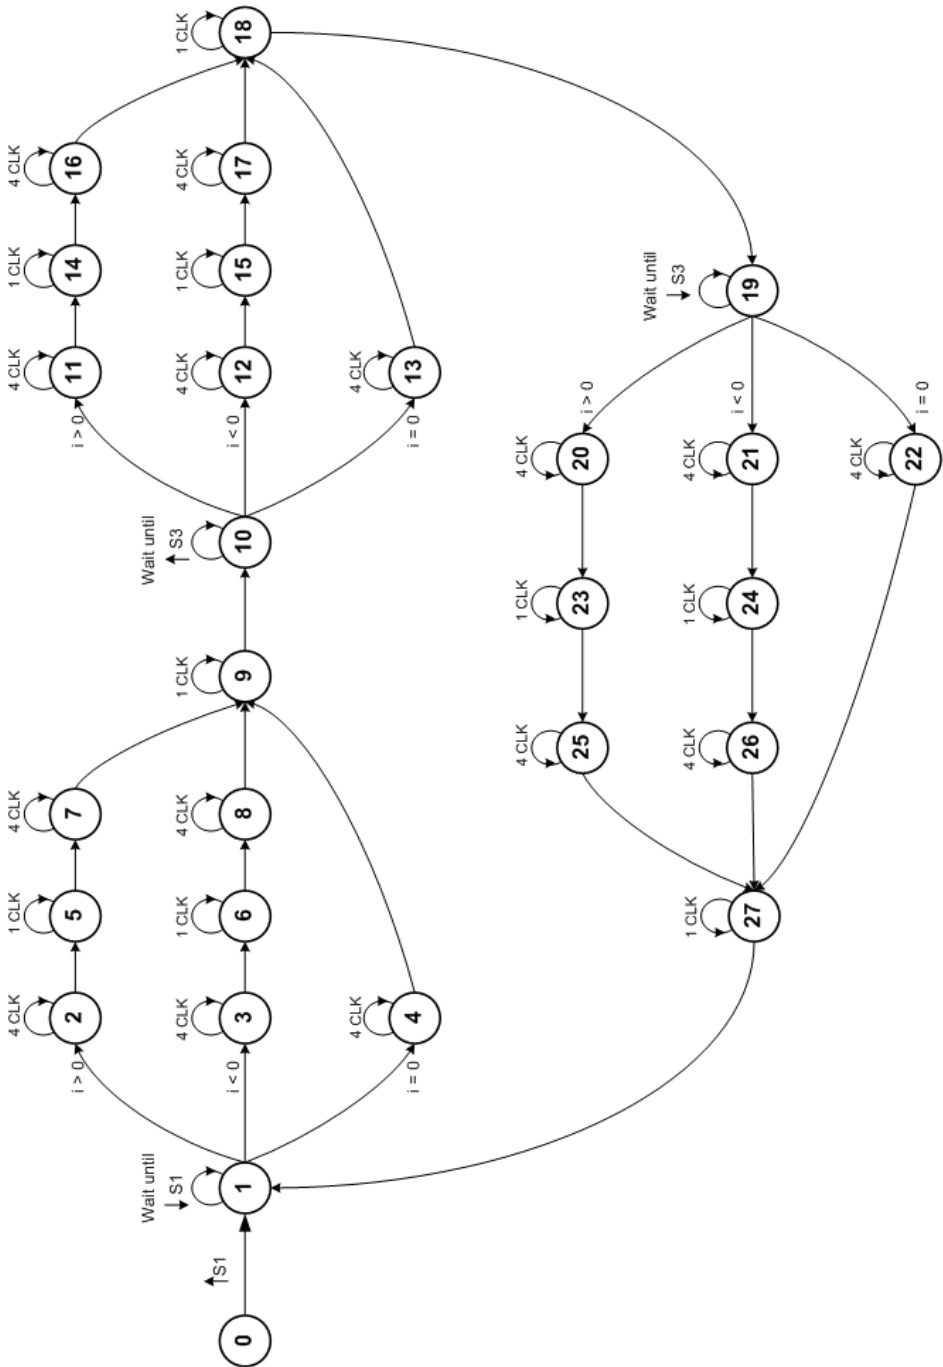 4 CLK
1 CLK
4 CLK
4 CLK
1 CLK
4 CLK
2
5
7
11
14
16
i > 0
i > 0
Wait until
↓ S1
Wait until
↑ S3
4 CLK
1 CLK
4 CLK
1 CLK
4 CLK
1 CLK
4 CLK
1 CLK
↑S1
i < 0
i < 0
0
1
3
6
8
9
10
12
15
17
18
4 CLK
4 CLK
i = 0
i = 0
4
13
4 CLK
1 CLK
4 CLK
25
23
20
i > 0
Wait until
↓ S3
1 CLK
4 CLK
1 CLK
4 CLK
i < 0
27
26
24
21
19
4 CLK
22
i = 0